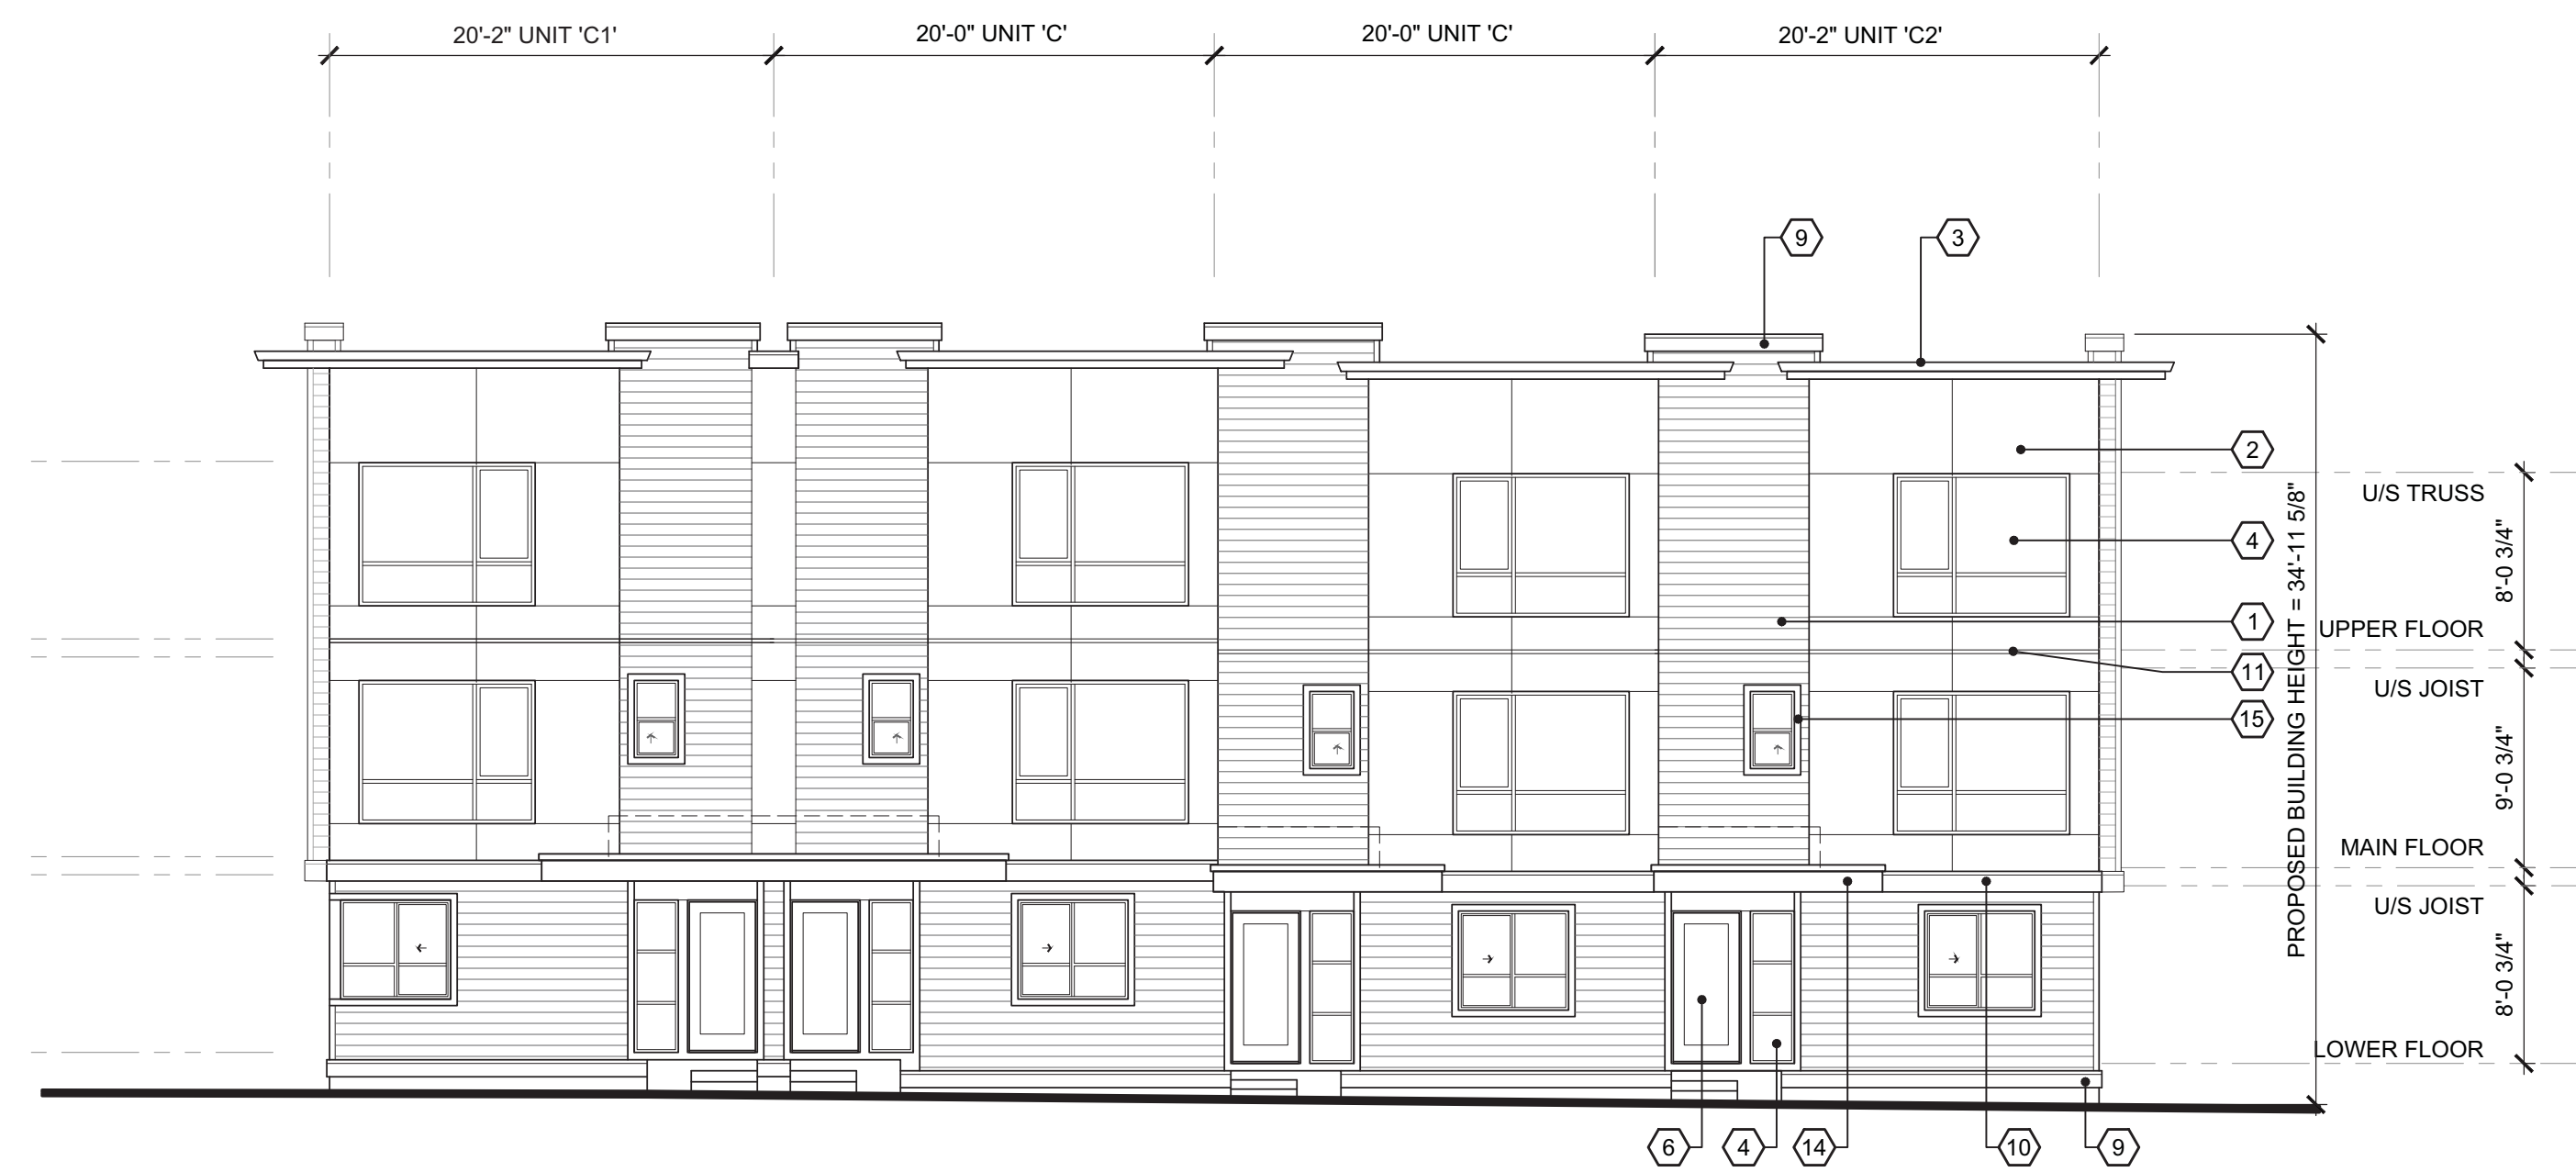 20'-2" UNIT 'C1'
20'-0" UNIT 'C'
20'-0" UNIT 'C'
20'-2" UNIT 'C2'
9
3
2
U/S TRUSS
4
8'-0 3/4"
1
UPPER FLOOR
11
U/S JOIST
15
PROPOSED BUILDING HEIGHT = 34'-11 5/8"
9'-0 3/4"
MAIN FLOOR
U/S JOIST
8'-0 3/4"
LOWER FLOOR
6
4
14
10
9